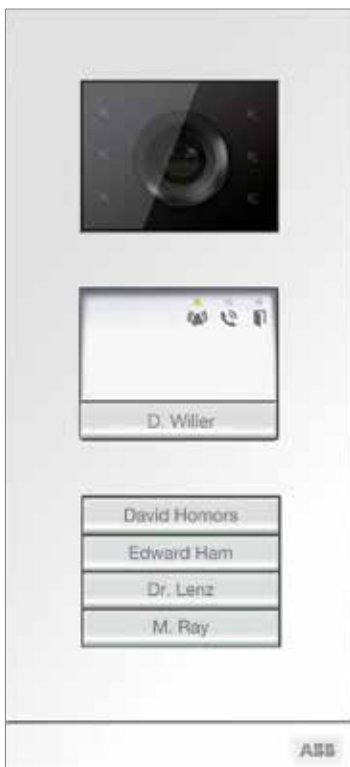 D. Willer
David Homors
Edward Ham
Dr. Lenz
M. Ray
ABB